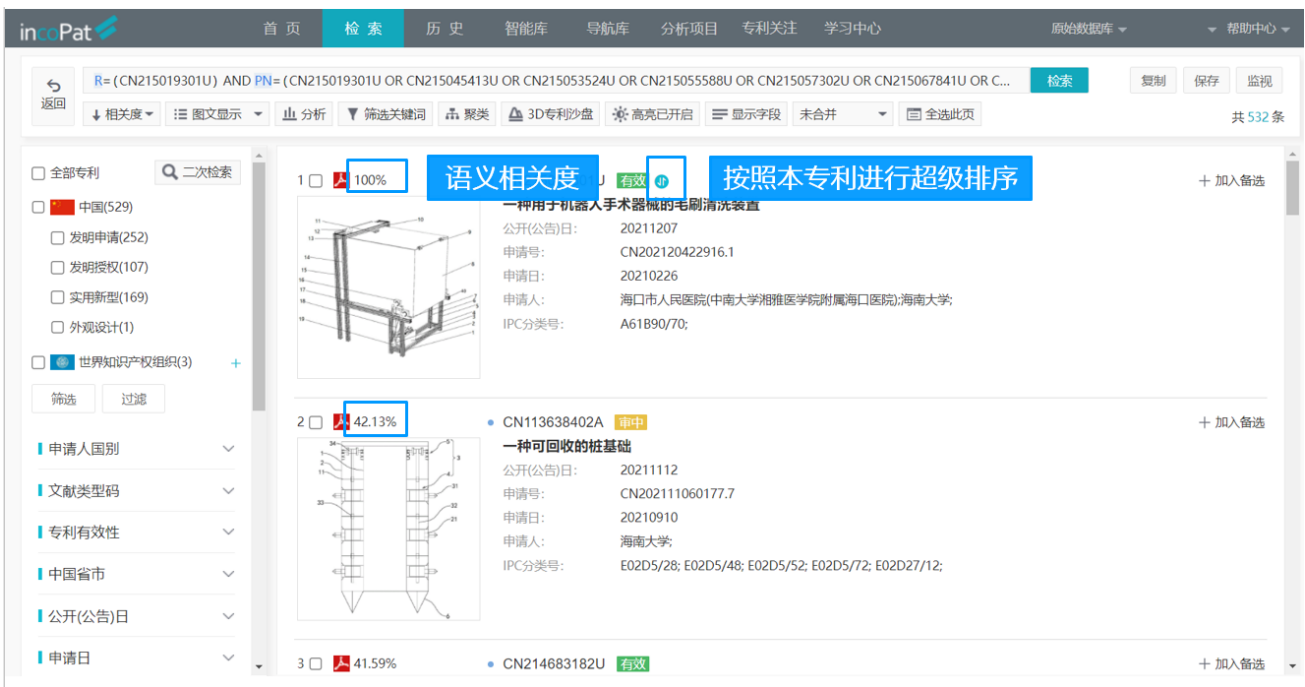 incoPat 首 页 检 索 历 史 智能库 导航库 分析项目 专利关注 学习中心 原始数据库 帮助中心
返回 R=(CN215019301U) AND PN=(CN215019301U OR CN215045413U OR CN215053524U OR CN215055588U OR CN215057302U OR CN215067841U OR C... 检索 复制 保存 监视
相关度 图文显示 分析 筛选关键词 聚类 3D专利沙盘 高亮已开启 显示字段 未合并 全选此页 共 532 条
全部专利 二次检索
中国(529)
发明申请(252)
发明授权(107)
实用新型(169)
外观设计(1)
世界知识产权组织(3) +
筛选 过滤
申请人国别
文献类型码
专利有效性
中国省市
公开(公告)日
申请日
1 100% 语义相关度 U 有效 按照本专利进行超级排序 + 加入备选
一种用于机器人手术器械的毛刷清洗装置
公开(公告)日: 20211207
申请号: CN202120422916.1
申请日: 20210226
申请人: 海口市人民医院(中南大学湘雅医学院附属海口医院);海南大学;
IPC分类号: A61B90/70;
2 42.13% CN113638402A 审中 + 加入备选
一种可回收的桩基础
公开(公告)日: 20211112
申请号: CN202111060177.7
申请日: 20210910
申请人: 海南大学;
IPC分类号: E02D5/28; E02D5/48; E02D5/52; E02D5/72; E02D27/12;
3 41.59% CN214683182U 有效 + 加入备选